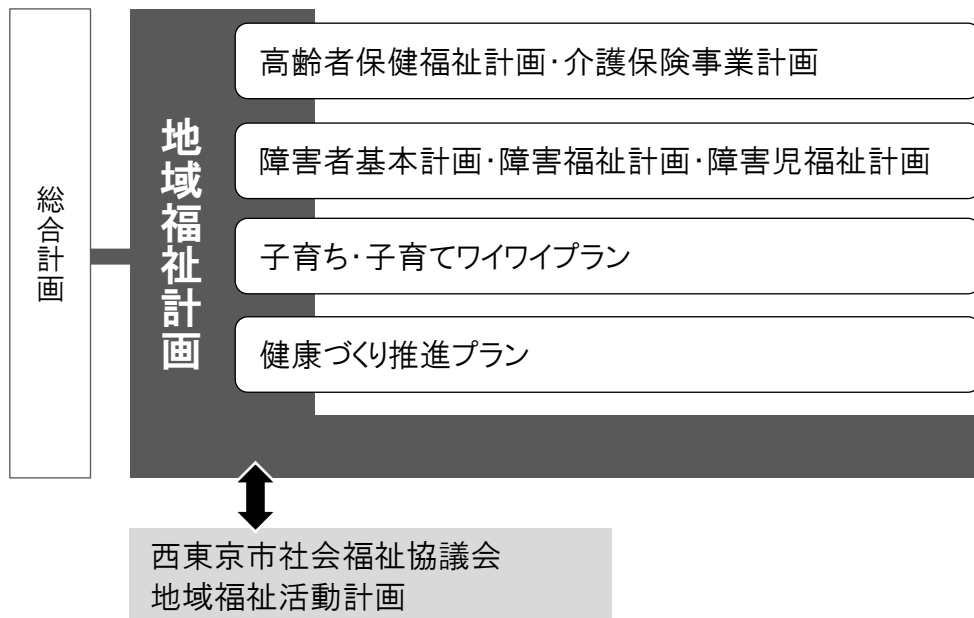 総合計画
地域福祉計画
高齢者保健福祉計画・介護保険事業計画
障害者基本計画・障害福祉計画・障害児福祉計画
子育ち・子育てワイワイプラン
健康づくり推進プラン
西東京市社会福祉協議会
地域福祉活動計画